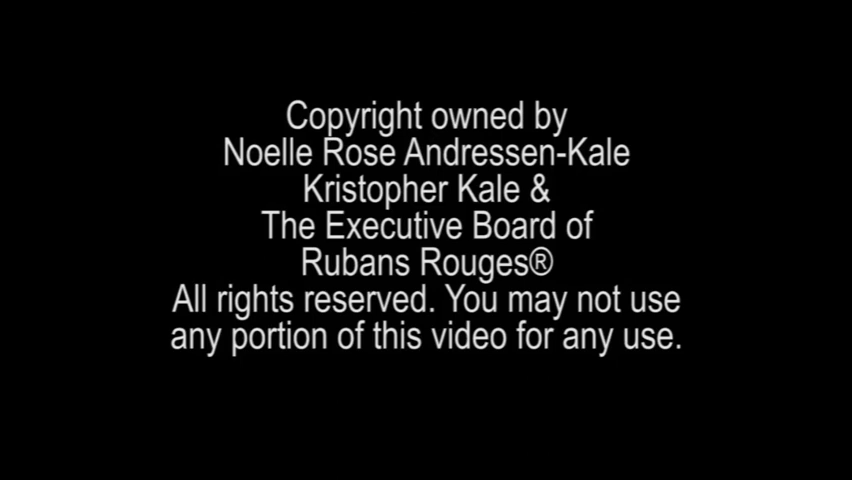 Copyright owned by
Noelle Rose Andressen-Kale
Kristopher Kale &
The Executive Board of
Rubans Rouges®
All rights reserved. You may not use
any portion of this video for any use.